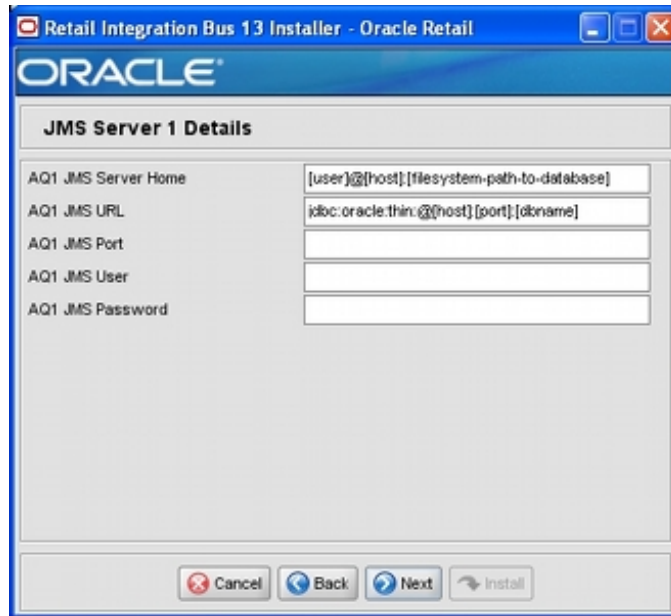 Retail Integration Bus 13 Installer - Oracle Retail
ORACLE
JMS Server 1 Details
AQ1 JMS Server Home [user]@[host]:[filesystem-path-to-database]
AQ1 JMS URL jdbc:oracle:thin:@[host]:[port]:[dbname]
AQ1 JMS Port
AQ1 JMS User
AQ1 JMS Password
Cancel Back Next Install